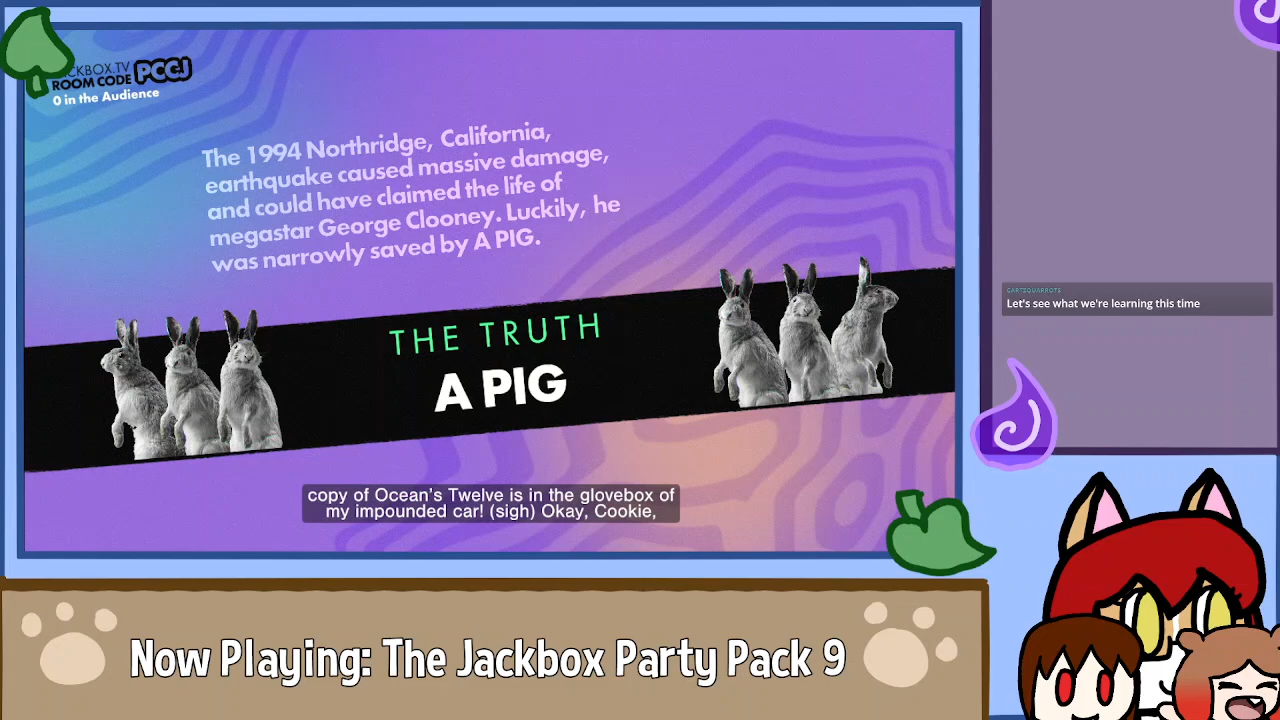 JACKBOX.TV
ROOM CODE PCCJ
0 in the Audience
The 1994 Northridge, California,
earthquake caused massive damage,
and could have claimed the life of
megastar George Clooney. Luckily, he
was narrowly saved by A PIG.
THE TRUTH
A PIG
copy of Ocean's Twelve is in the glovebox of
my impounded car! (sigh) Okay, Cookie,
CARTSQUARROTS
Let's see what we're learning this time
Now Playing: The Jackbox Party Pack 9